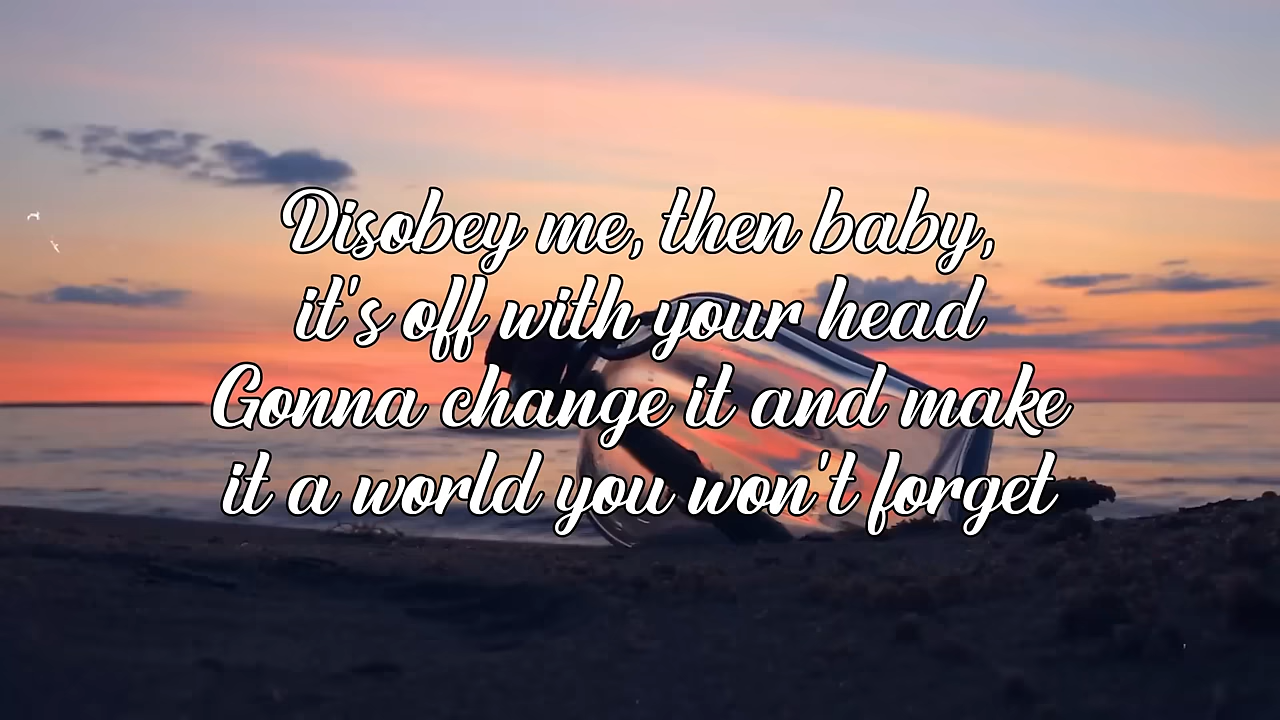 Disobey me, then baby,
it's off with your head
Gonna change it and make
it a world you won't forget